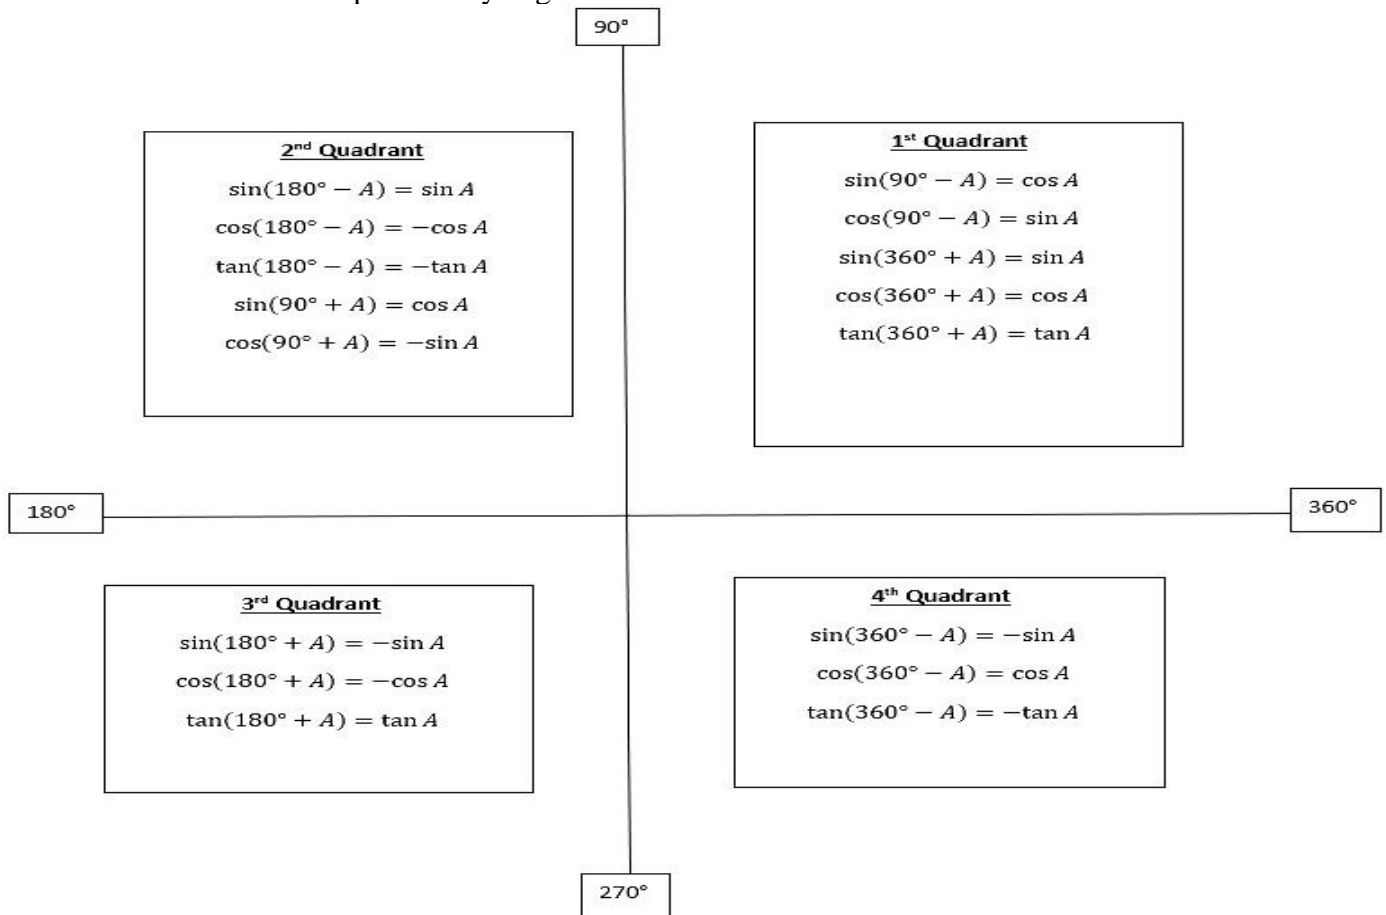 90°
2nd Quadrant
sin(180° − A) = sin A
cos(180° − A) = −cos A
tan(180° − A) = −tan A
sin(90° + A) = cos A
cos(90° + A) = −sin A
1st Quadrant
sin(90° − A) = cos A
cos(90° − A) = sin A
sin(360° + A) = sin A
cos(360° + A) = cos A
tan(360° + A) = tan A
180°
360°
3rd Quadrant
sin(180° + A) = −sin A
cos(180° + A) = −cos A
tan(180° + A) = tan A
4th Quadrant
sin(360° − A) = −sin A
cos(360° − A) = cos A
tan(360° − A) = −tan A
270°